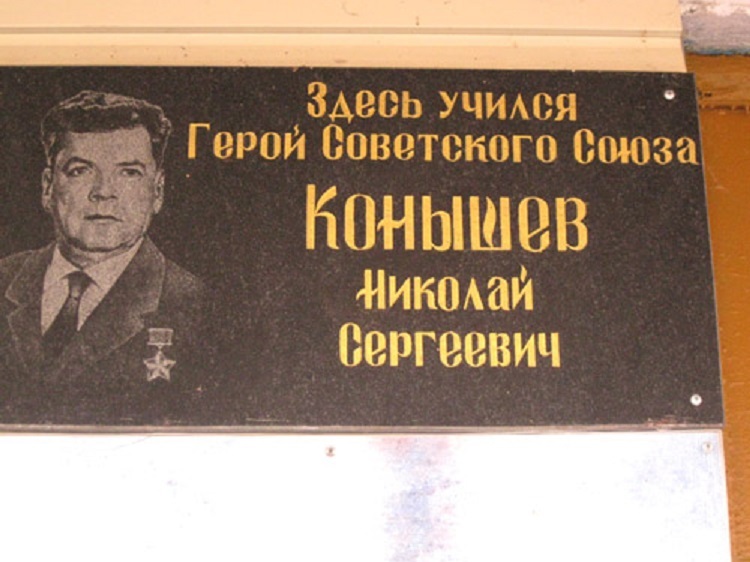 Здесь учился
Герой Советского Союза
Конышев
Николай
Сергеевич